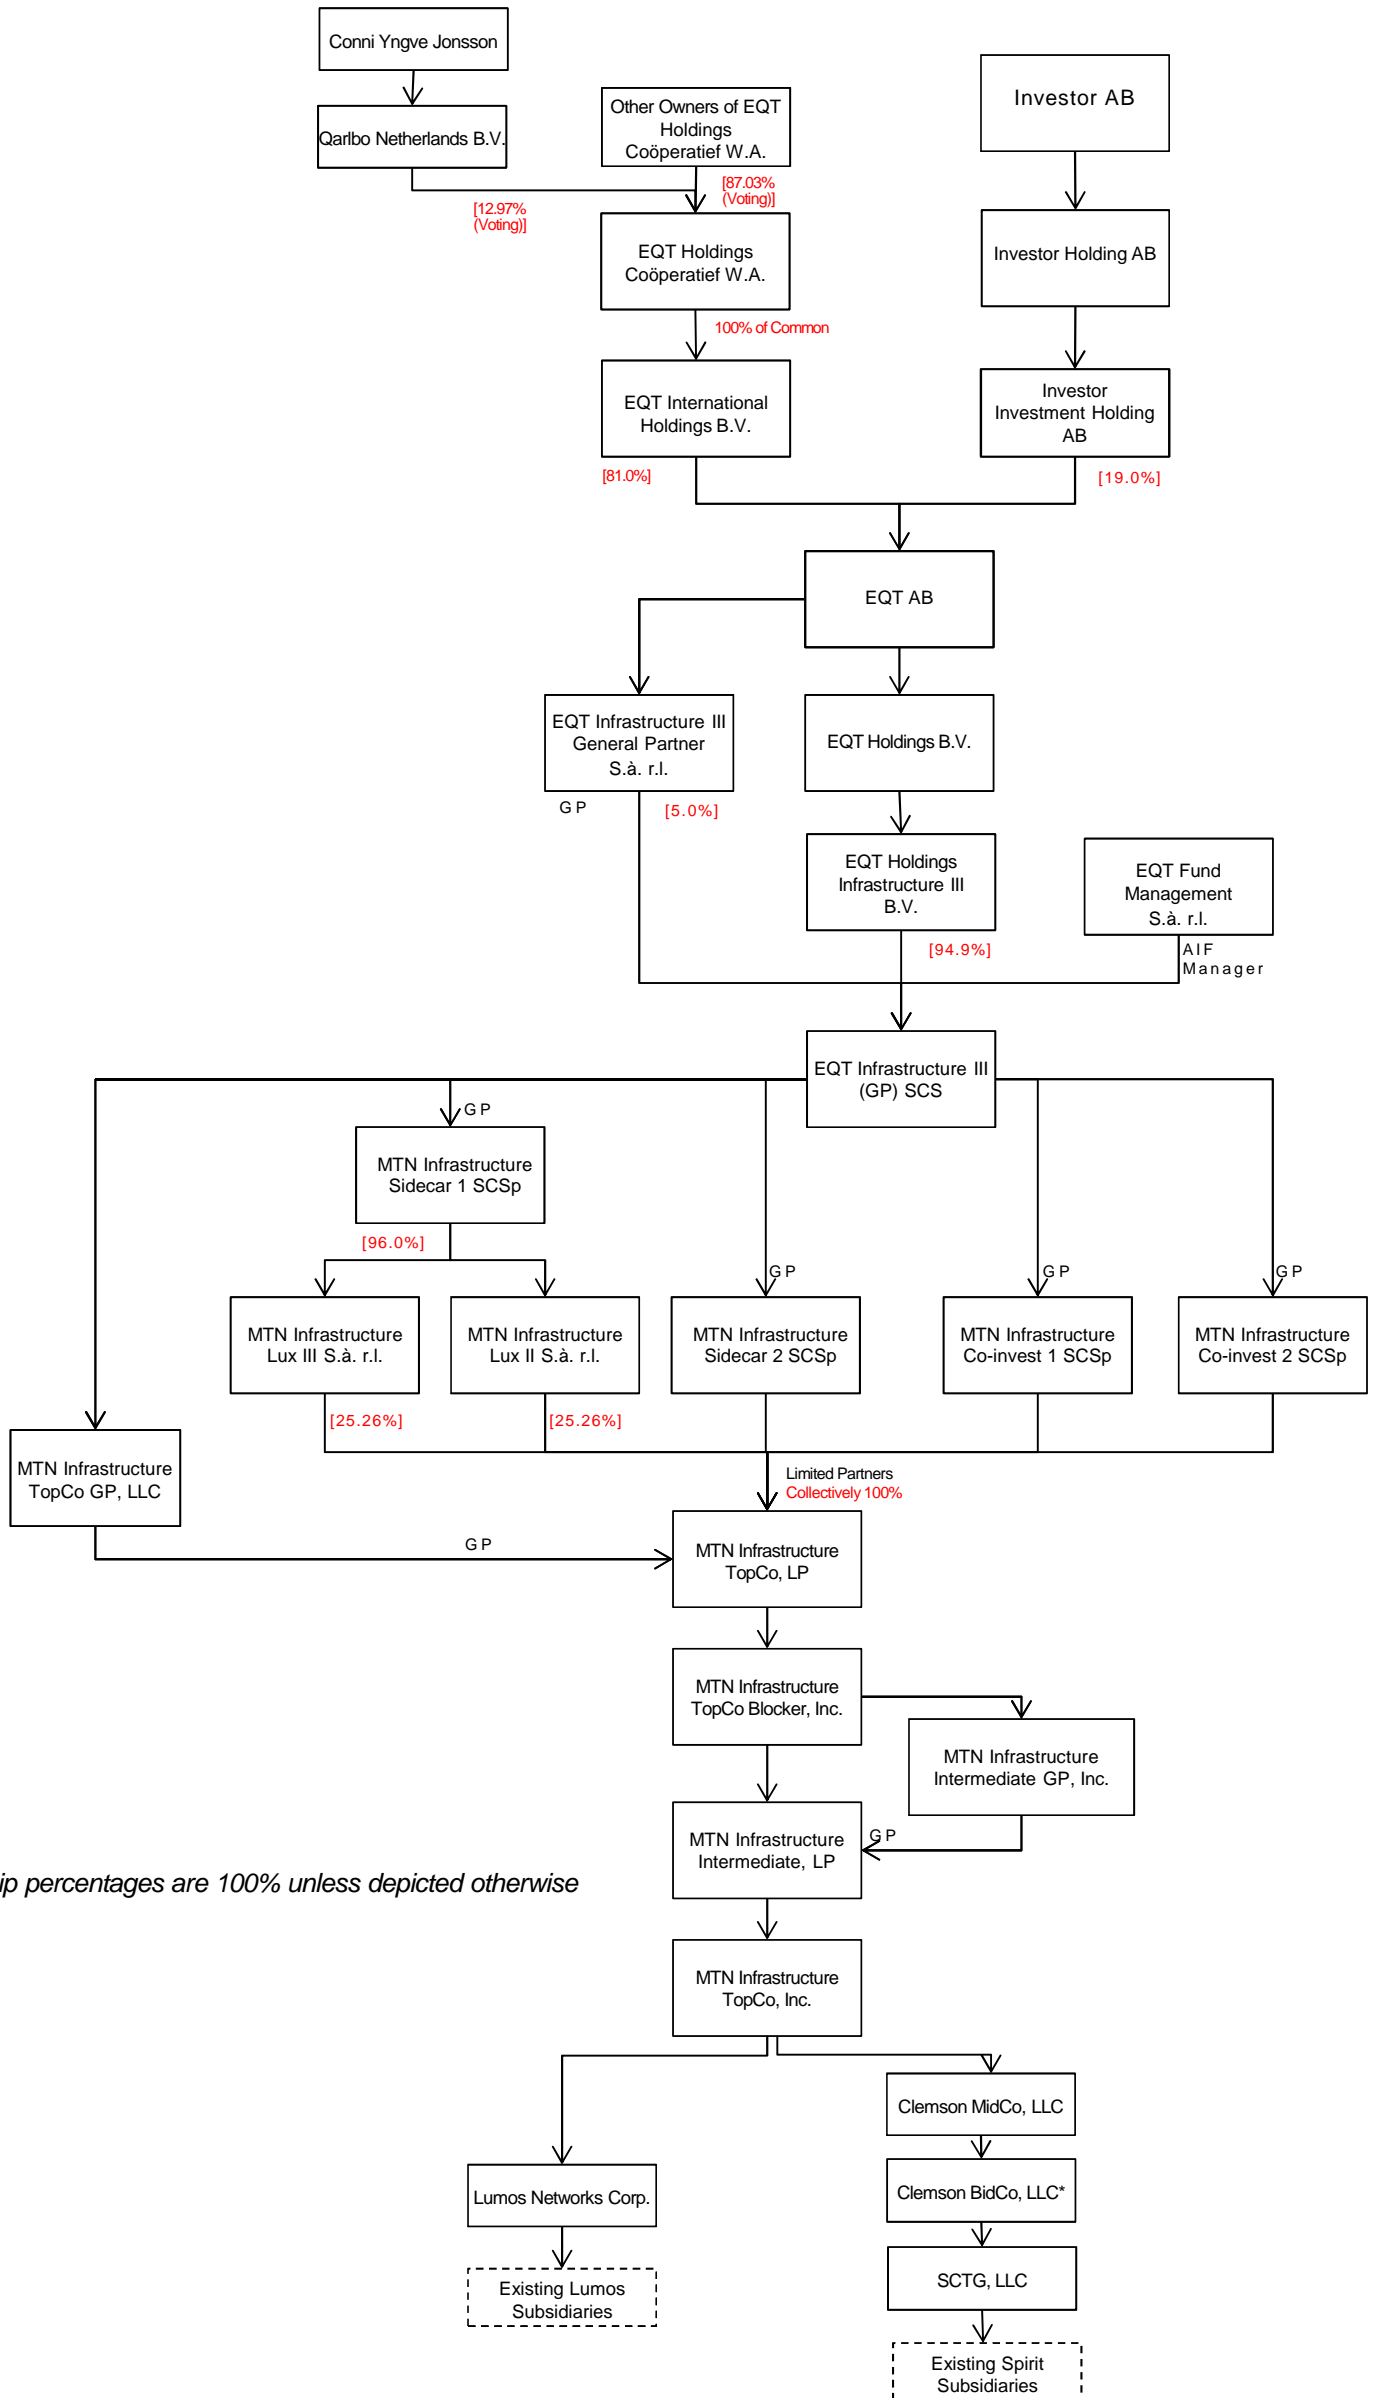 Conni Yngve Jonsson
Qarlbo Netherlands B.V.
Other Owners of EQT
Holdings
Coöperatief W.A.
Investor AB
[87.03%
(Voting)]
[12.97%
(Voting)]
EQT Holdings
Coöperatief W.A.
Investor Holding AB
100% of Common
EQT International
Holdings B.V.
Investor
Investment Holding
AB
[81.0%]
[19.0%]
EQT AB
EQT Infrastructure III
General Partner
S.à. r.l.
EQT Holdings B.V.
GP
[5.0%]
EQT Holdings
Infrastructure III
B.V.
EQT Fund
Management
S.à. r.l.
[94.9%]
AIF
Manager
EQT Infrastructure III
(GP) SCS
GP
MTN Infrastructure
Sidecar 1 SCSp
[96.0%]
GP
GP
GP
MTN Infrastructure
Lux III S.à. r.l.
MTN Infrastructure
Lux II S.à. r.l.
MTN Infrastructure
Sidecar 2 SCSp
MTN Infrastructure
Co-invest 1 SCSp
MTN Infrastructure
Co-invest 2 SCSp
[25.26%]
[25.26%]
MTN Infrastructure
TopCo GP, LLC
Limited Partners
Collectively 100%
GP
MTN Infrastructure
TopCo, LP
MTN Infrastructure
TopCo Blocker, Inc.
MTN Infrastructure
Intermediate GP, Inc.
GP
MTN Infrastructure
Intermediate, LP
ip percentages are 100% unless depicted otherwise
MTN Infrastructure
TopCo, Inc.
Clemson MidCo, LLC
Lumos Networks Corp.
Clemson BidCo, LLC*
Existing Lumos
Subsidiaries
SCTG, LLC
Existing Spirit
Subsidiaries